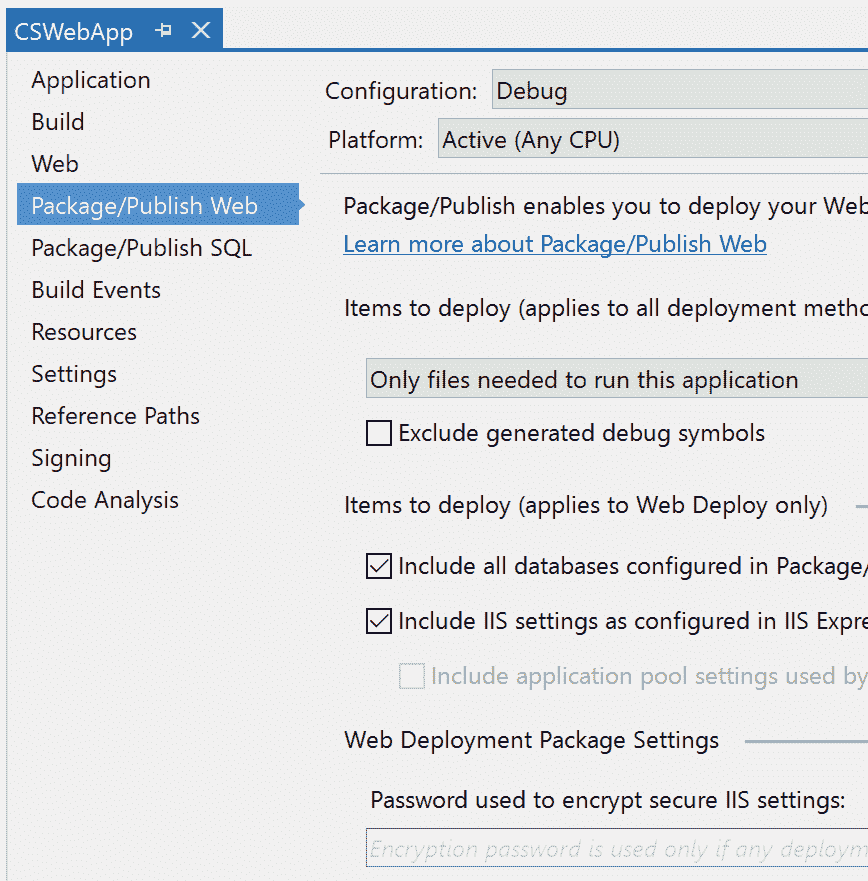 CSWebApp
Application
Build
Web
Package/Publish Web
Package/Publish SQL
Build Events
Resources
Settings
Reference Paths
Signing
Code Analysis
Configuration: Debug
Platform: Active (Any CPU)
Package/Publish enables you to deploy your Web
Learn more about Package/Publish Web
Items to deploy (applies to all deployment metho
Only files needed to run this application
Exclude generated debug symbols
Items to deploy (applies to Web Deploy only)
Include all databases configured in Package/
Include IIS settings as configured in IIS Expre
Include application pool settings used by
Web Deployment Package Settings
Password used to encrypt secure IIS settings:
Encryption password is used only if any deploym